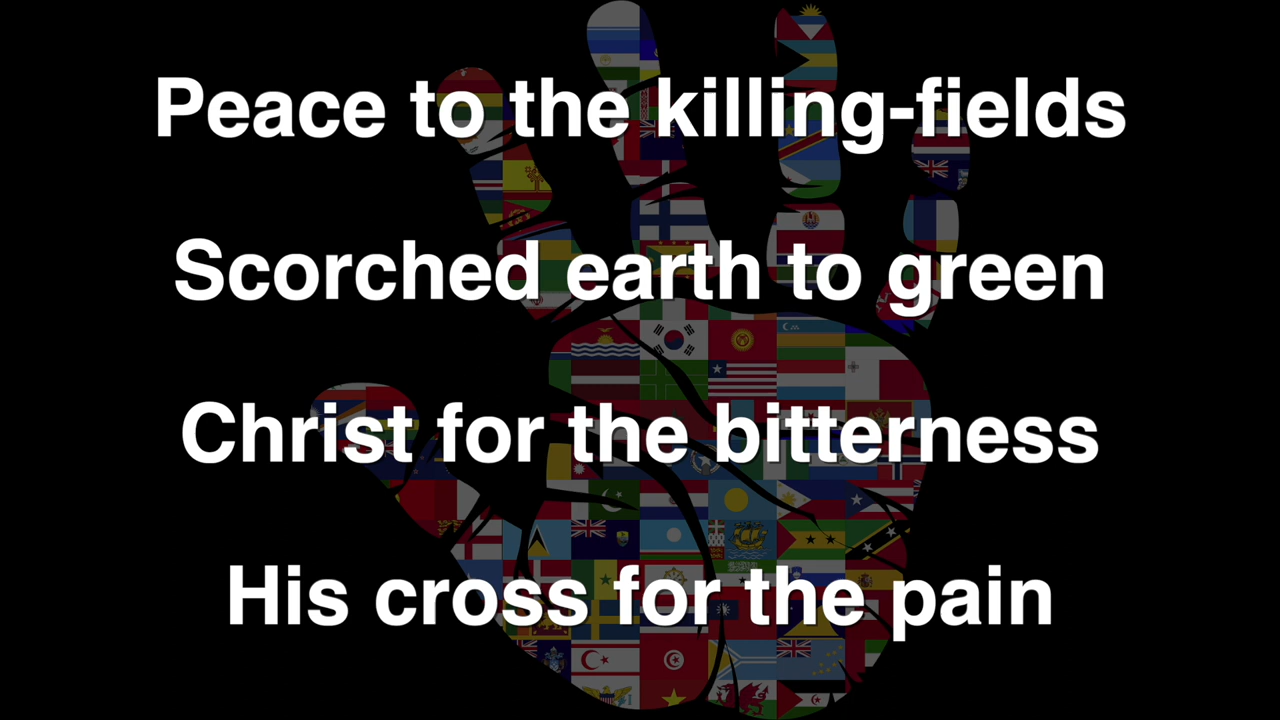 Peace to the killing-fields
Scorched earth to green
Christ for the bitterness
His cross for the pain